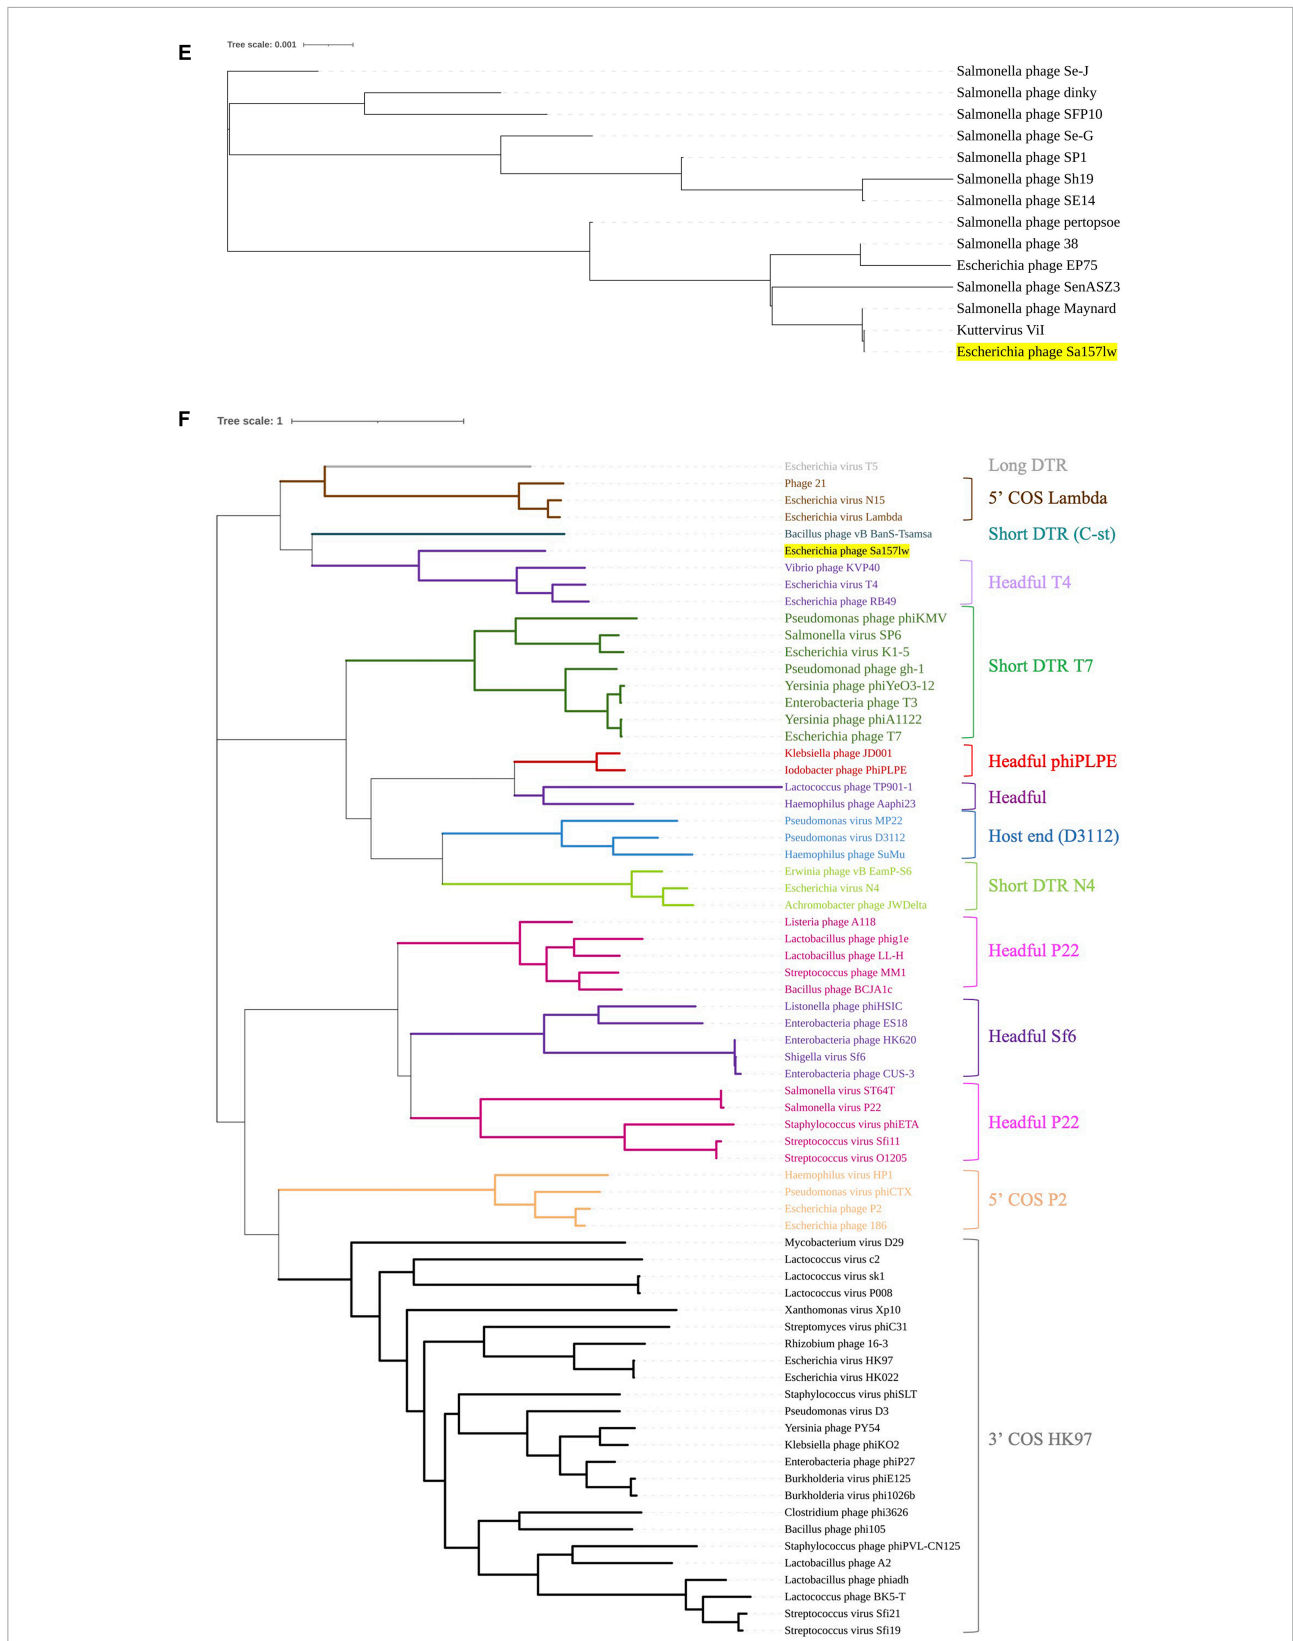 E
Tree scale: 0.001
Salmonella phage Se-J
Salmonella phage dinky
Salmonella phage SFP10
Salmonella phage Se-G
Salmonella phage SP1
Salmonella phage Sh19
Salmonella phage SE14
Salmonella phage pertopsoe
Salmonella phage 38
Escherichia phage EP75
Salmonella phage SenASZ3
Salmonella phage Maynard
Kuttervirus ViI
Escherichia phage Sa157lw
F
Tree scale: 1
Escherichia virus T5
Long DTR
Phage 21
Escherichia virus N15
5’ COS Lambda
Escherichia virus Lambda
Bacillus phage vB BanS-Tsamsa
Short DTR (C-st)
Escherichia phage Sa157lw
Vibrio phage KVP40
Escherichia virus T4
Headful T4
Escherichia phage RB49
Pseudomonas phage phiKMV
Salmonella virus SP6
Escherichia virus K1-5
Pseudomonad phage gh-1
Short DTR T7
Yersinia phage phiYeO3-12
Enterobacteria phage T3
Yersinia phage phiA1122
Escherichia phage T7
Klebsiella phage JD001
Headful phiPLPE
Iodobacter phage PhiPLPE
Lactococcus phage TP901-1
Headful
Haemophilus phage Aaphi23
Pseudomonas virus MP22
Pseudomonas virus D3112
Host end (D3112)
Haemophilus phage SuMu
Erwinia phage vB EamP-S6
Escherichia virus N4
Short DTR N4
Achromobacter phage JWDelta
Listeria phage A118
Lactobacillus phage phig1e
Lactobacillus phage LL-H
Headful P22
Streptococcus phage MM1
Bacillus phage BCJA1c
Listonella phage phiHSIC
Enterobacteria phage ES18
Enterobacteria phage HK620
Headful Sf6
Shigella virus Sf6
Enterobacteria phage CUS-3
Salmonella virus ST64T
Salmonella virus P22
Staphylococcus virus phiETA
Headful P22
Streptococcus virus Sfi11
Streptococcus virus O1205
Haemophilus virus HP1
Pseudomonas virus phiCTX
5’ COS P2
Escherichia phage P2
Escherichia phage 186
Mycobacterium virus D29
Lactococcus virus c2
Lactococcus virus sk1
Lactococcus virus P008
Xanthomonas virus Xp10
Streptomyces virus phiC31
Rhizobium phage 16-3
Escherichia virus HK97
Escherichia virus HK022
Staphylococcus virus phiSLT
Pseudomonas virus D3
Yersinia phage PY54
3’ COS HK97
Klebsiella phage phiKO2
Enterobacteria phage phiP27
Burkholderia virus phiE125
Burkholderia virus phi1026b
Clostridium phage phi3626
Bacillus phage phi105
Staphylococcus phage phiPVL-CN125
Lactobacillus phage A2
Lactobacillus phage phiadh
Lactococcus phage BK5-T
Streptococcus virus Sfi21
Streptococcus virus Sfi19